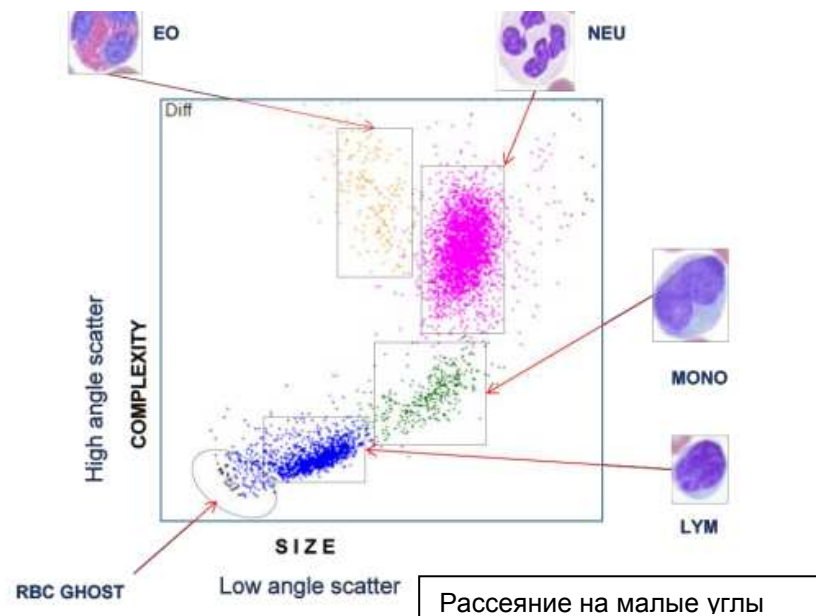 EO
NEU
Diff
High angle scatter
COMPLEXITY
MONO
LYM
SIZE
RBC GHOST
Low angle scatter
Рассеяние на малые углы